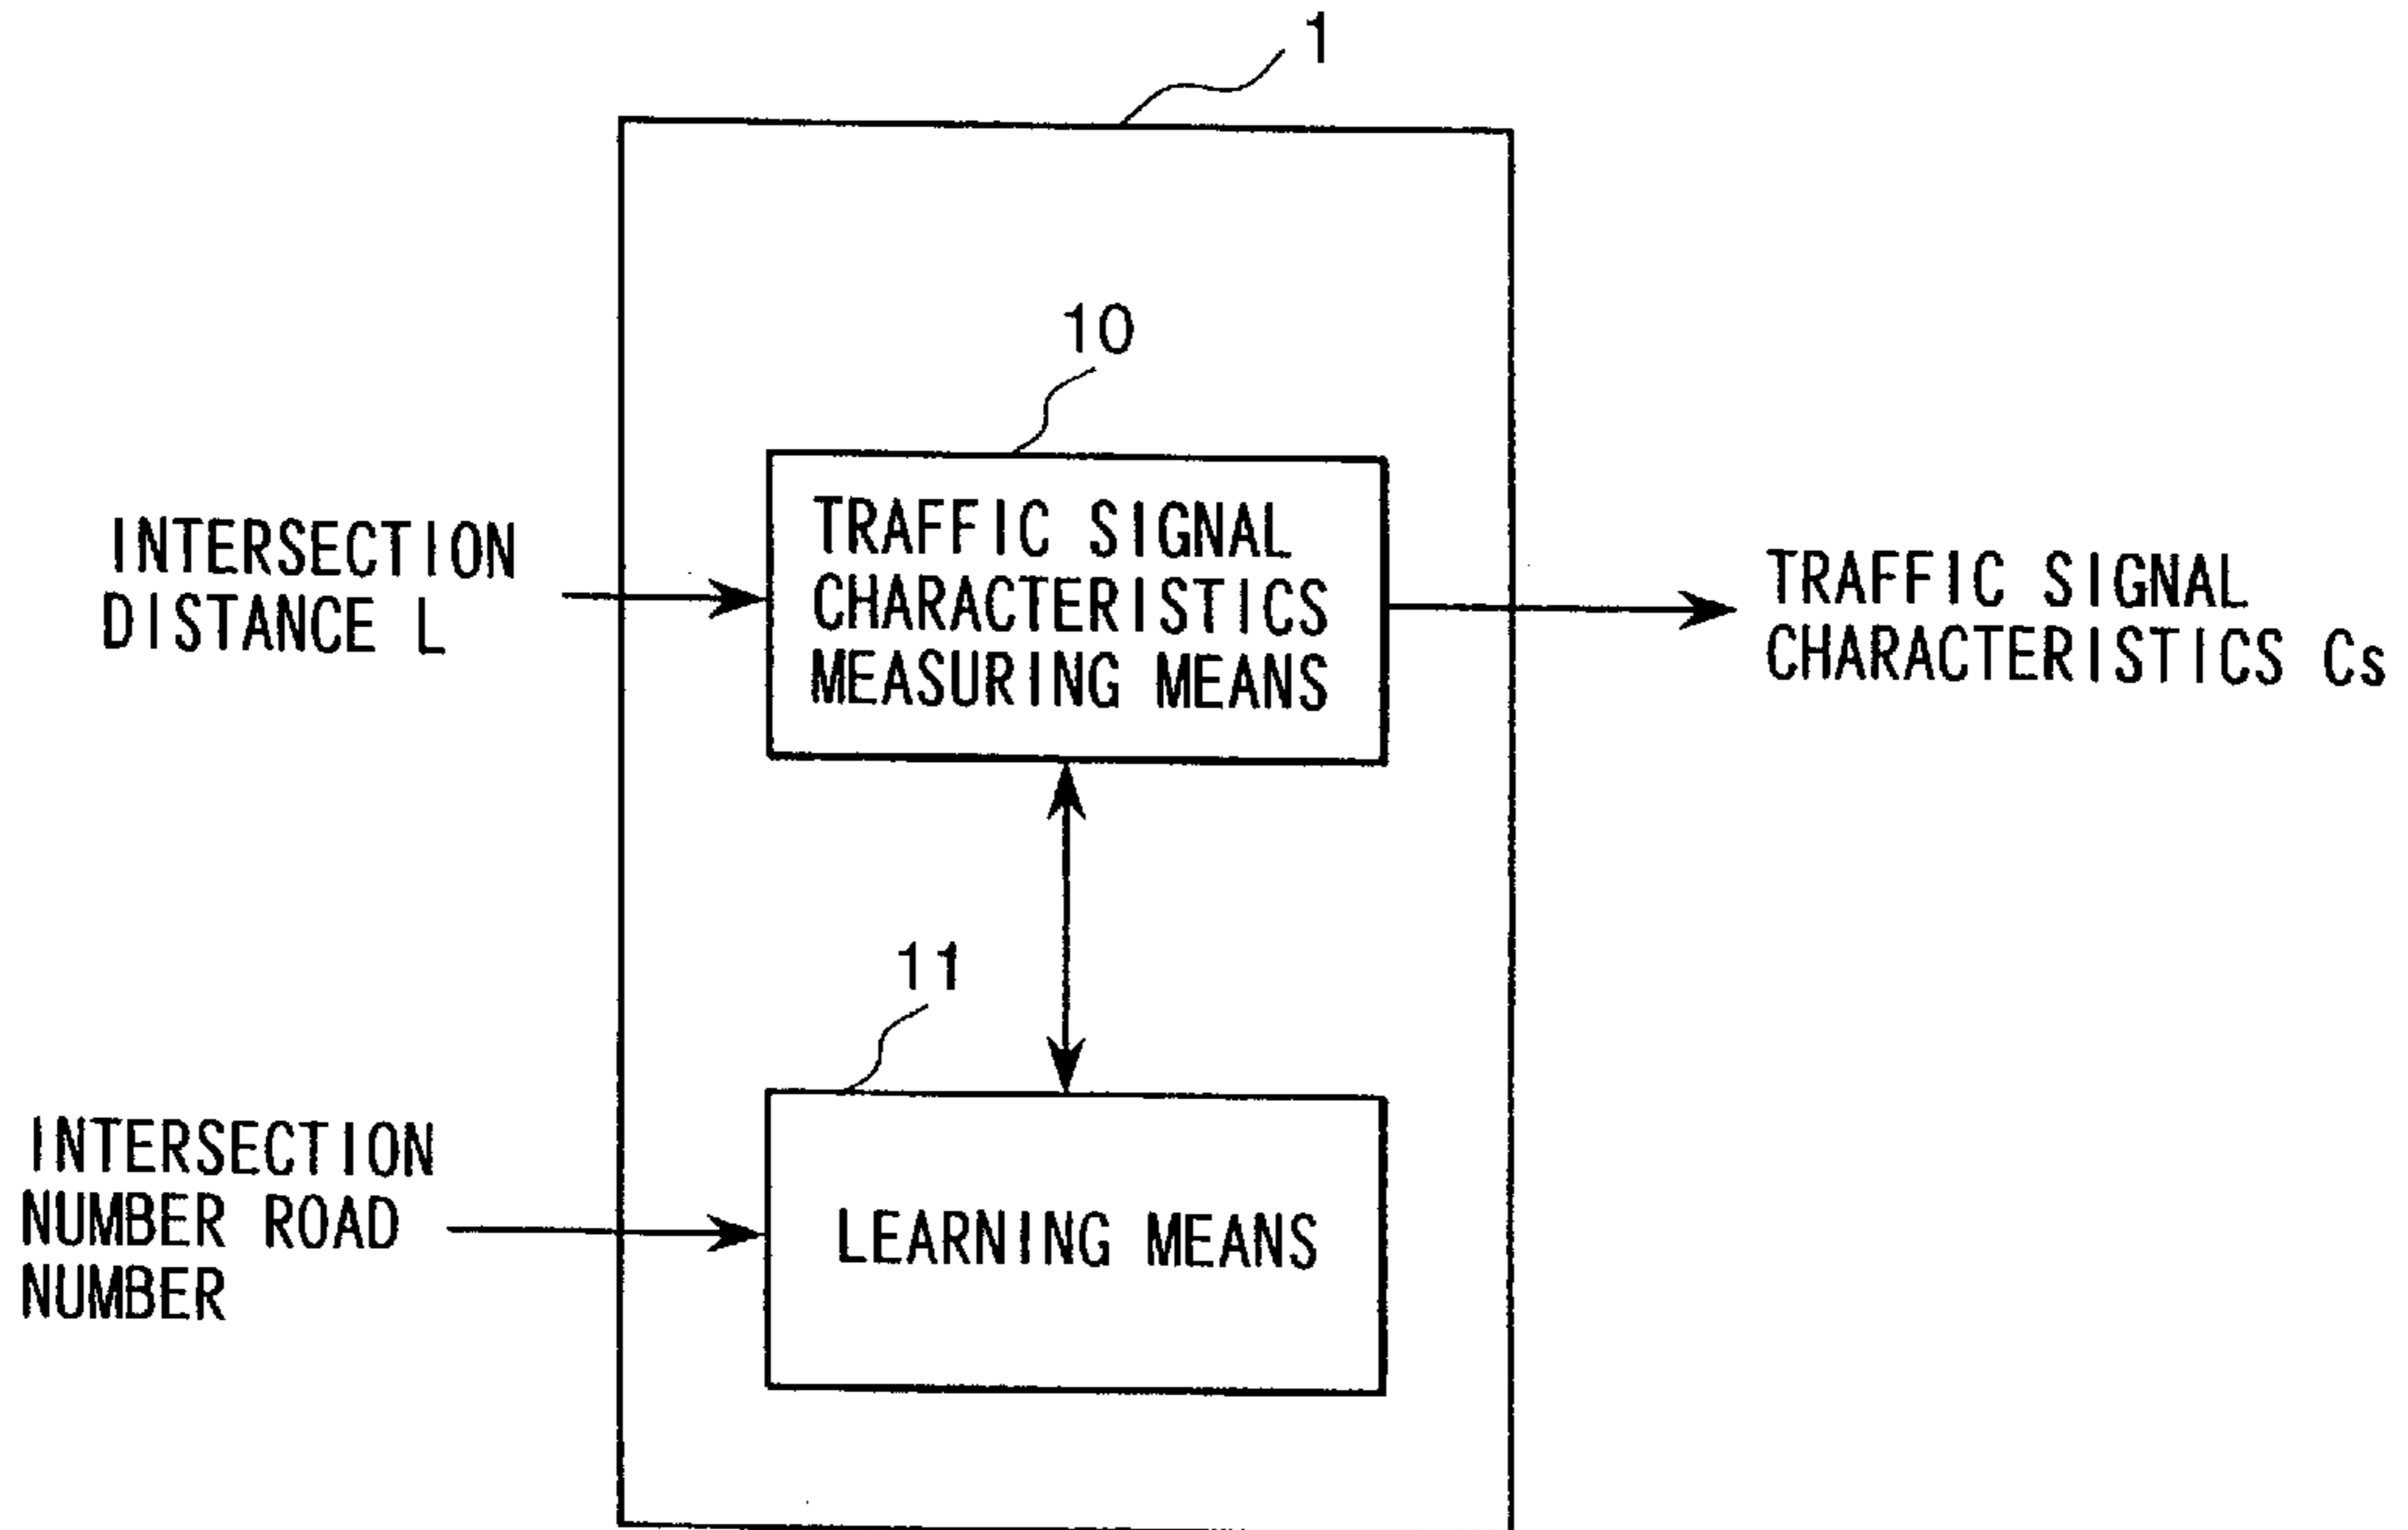 1
10
INTERSECTION
DISTANCE L
TRAFFIC SIGNAL
CHARACTERISTICS
MEASURING MEANS
TRAFFIC SIGNAL
CHARACTERISTICS Cs
11
INTERSECTION
NUMBER ROAD
NUMBER
LEARNING MEANS